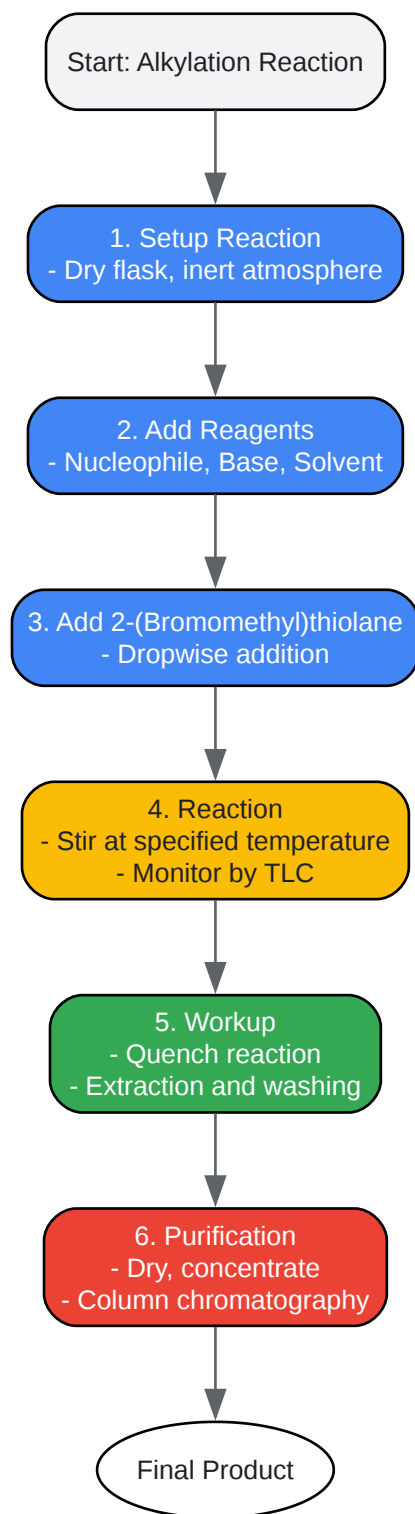 Start: Alkylation Reaction
1. Setup Reaction
- Dry flask, inert atmosphere
2. Add Reagents
- Nucleophile, Base, Solvent
3. Add 2-(Bromomethyl)thiolane
- Dropwise addition
4. Reaction
- Stir at specified temperature
- Monitor by TLC
5. Workup
- Quench reaction
- Extraction and washing
6. Purification
- Dry, concentrate
- Column chromatography
Final Product